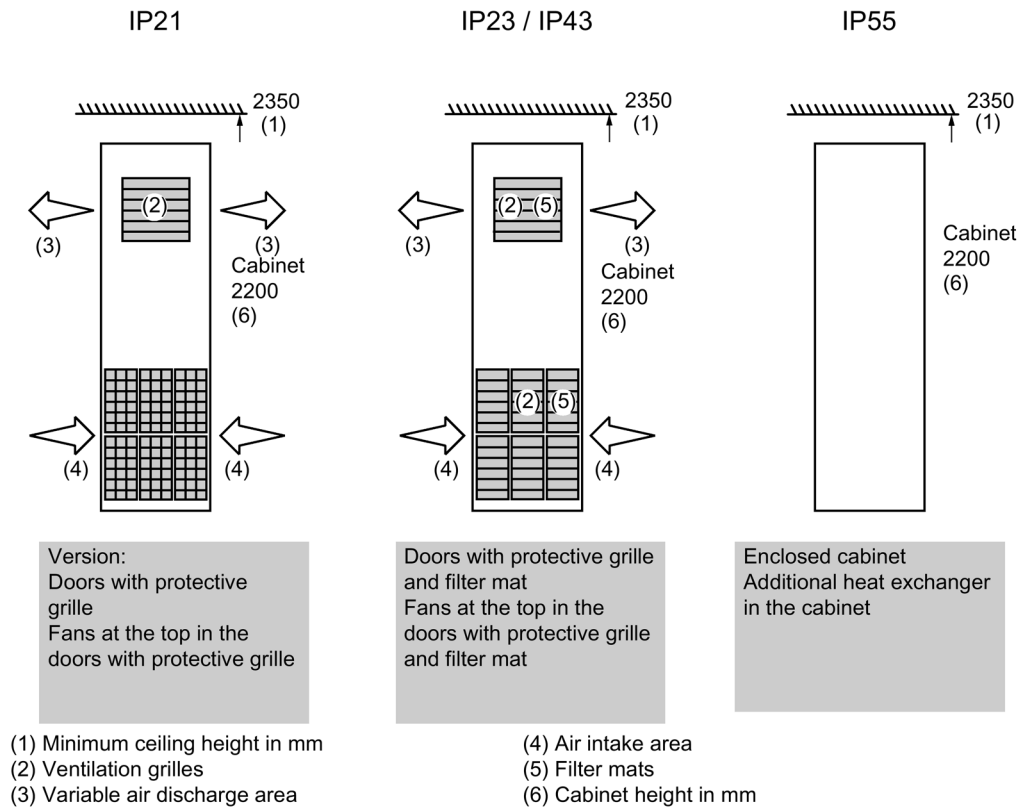 IP21
2350
(1)
(2)
(3)
(3)
Cabinet
2200
(6)
(4)
(4)
Version:
Doors with protective
grille
Fans at the top in the
doors with protective grille
IP23 / IP43
2350
(1)
(2) (5)
(3)
(3)
Cabinet
2200
(6)
(2) (5)
(4)
(4)
Doors with protective grille
and filter mat
Fans at the top in the
doors with protective grille
and filter mat
IP55
2350
(1)
Cabinet
2200
(6)
Enclosed cabinet
Additional heat exchanger
in the cabinet
(1) Minimum ceiling height in mm
(2) Ventilation grilles
(3) Variable air discharge area
(4) Air intake area
(5) Filter mats
(6) Cabinet height in mm